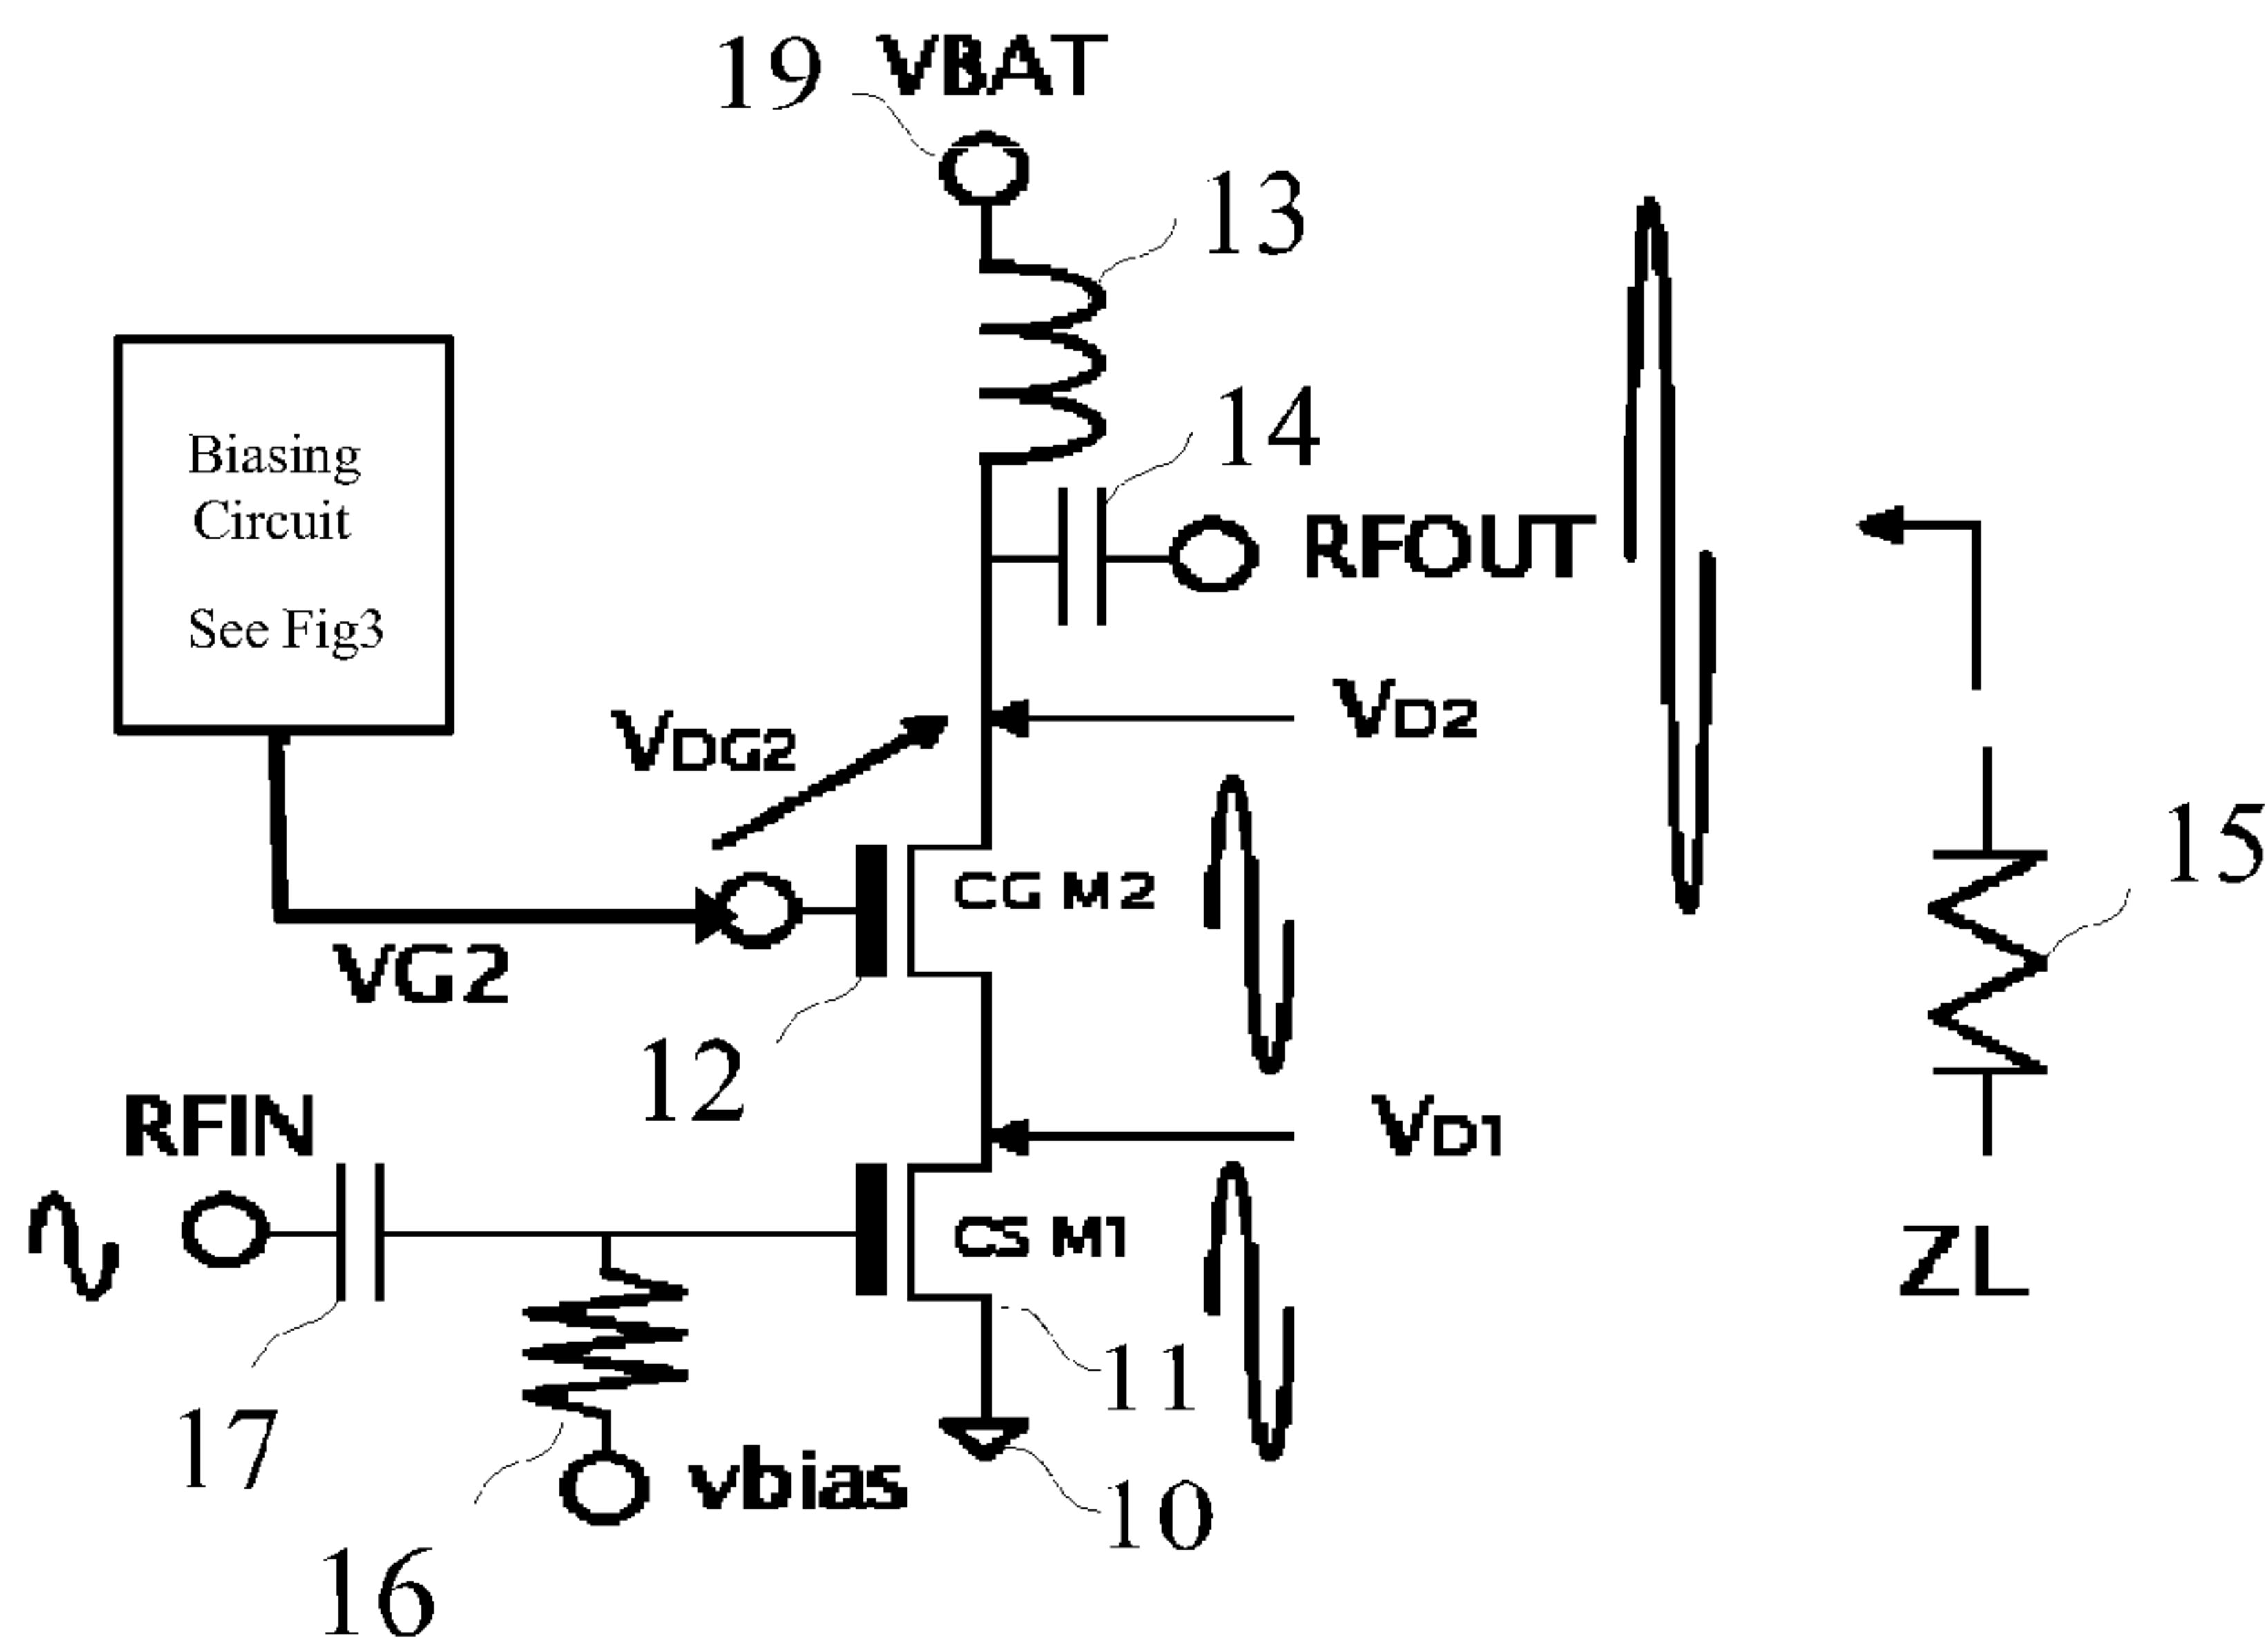 19 VBAT
13
14
Biasing
Circuit
See Fig3
RFOUT
VDG2
VD2
15
CG M2
VG2
12
RFIN
VD1
CS M1
ZL
11
17
vbias
10
16